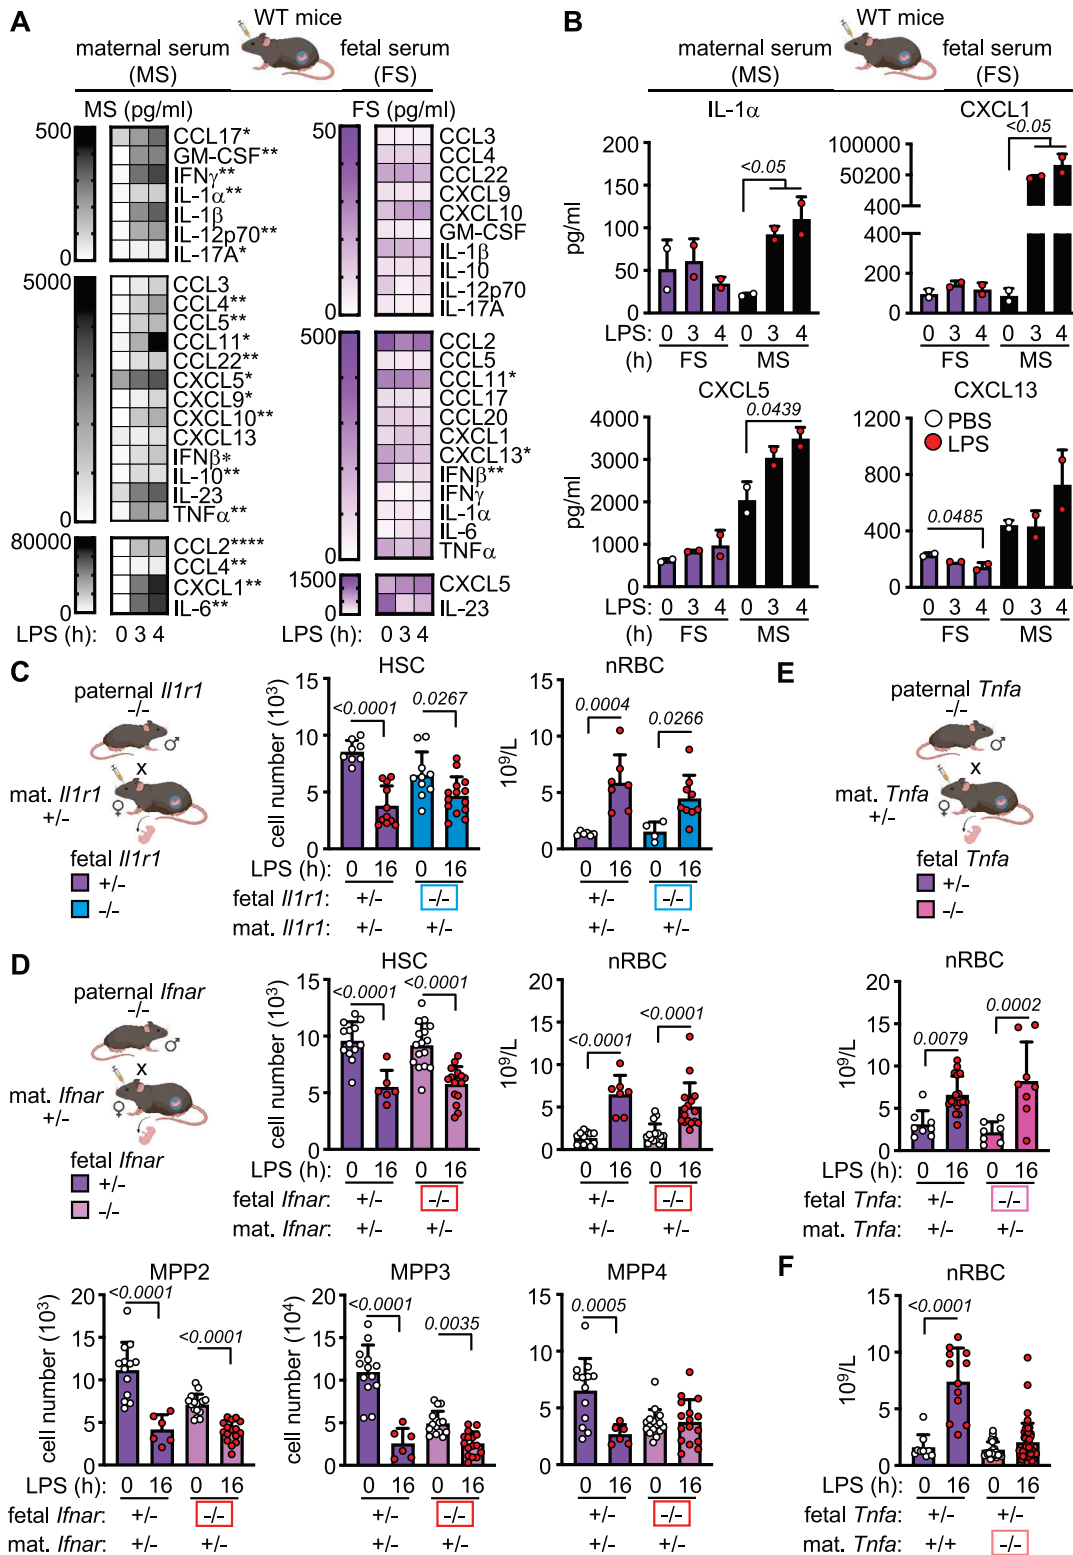 A
WT mice
maternal serum
(MS)
fetal serum
(FS)
MS (pg/ml)
500
0
CCL17*
GM-CSF**
IFNγ**
IL-1α**
IL-1β
IL-12p70**
IL-17A*
5000
0
CCL3
CCL4**
CCL5**
CCL11*
CCL22**
CXCL5*
CXCL9*
CXCL10**
CXCL13
IFNβ*
IL-10**
IL-23
TNFα**
80000
0
CCL2****
CCL4**
CXCL1**
IL-6**
LPS (h): 0 3 4
FS (pg/ml)
50
0
CCL3
CCL4
CCL22
CXCL9
CXCL10
GM-CSF
IL-1β
IL-10
IL-12p70
IL-17A
500
0
CCL2
CCL5
CCL11*
CCL17
CCL20
CXCL1
CXCL13*
IFNβ**
IFNγ
IL-1α
IL-6
TNFα
1500
0
CXCL5
IL-23
LPS (h): 0 3 4
B
WT mice
maternal serum
(MS)
fetal serum
(FS)
IL-1α
pg/ml
200
150
100
50
0
<0.05
LPS: 0 3 4 0 3 4
(h) FS MS
CXCL1
100000
50200
400
400
200
0
<0.05
0 3 4 0 3 4
FS MS
CXCL5
pg/ml
4000
3000
2000
1000
0
0.0439
LPS: 0 3 4 0 3 4
(h) FS MS
CXCL13
1200
800
400
0
PBS
LPS
0.0485
0 3 4 0 3 4
FS MS
C
paternal Il1r1
-/-
♂
x
mat. Il1r1
+/-
♀
fetal Il1r1
+/-
-/-
HSC
cell number (10³)
15
10
5
0
<0.0001
0.0267
LPS (h) 0 16 0 16
fetal Il1r1: +/- -/-
mat. Il1r1: +/- +/-
nRBC
10⁹/L
15
10
5
0
0.0004
0.0266
0 16 0 16
+/- -/-
+/- +/-
E
paternal Tnfa
-/-
♂
x
mat. Tnfa
+/-
♀
fetal Tnfa
+/-
-/-
nRBC
10⁹/L
20
15
10
5
0
0.0079
0.0002
LPS (h) 0 16 0 16
fetal Tnfa: +/- -/-
mat. Tnfa: +/- +/-
D
paternal Ifnar
-/-
♂
x
mat. Ifnar
+/-
♀
fetal Ifnar
+/-
-/-
HSC
cell number (10³)
15
10
5
0
<0.0001
<0.0001
LPS (h) 0 16 0 16
fetal Ifnar: +/- -/-
mat. Ifnar: +/- +/-
nRBC
10⁹/L
20
15
10
5
0
<0.0001
<0.0001
0 16 0 16
+/- -/-
+/- +/-
MPP2
cell number (10³)
20
15
10
5
0
<0.0001
<0.0001
LPS (h) 0 16 0 16
fetal Ifnar: +/- -/-
mat. Ifnar: +/- +/-
MPP3
cell number (10⁴)
20
15
10
5
0
<0.0001
0.0035
0 16 0 16
+/- -/-
+/- +/-
MPP4
15
10
5
0
0.0005
0 16 0 16
+/- -/-
+/- +/-
F
nRBC
10⁹/L
15
10
5
0
<0.0001
LPS (h) 0 16 0 16
fetal Tnfa: +/- +/-
mat. Tnfa: +/+ -/-